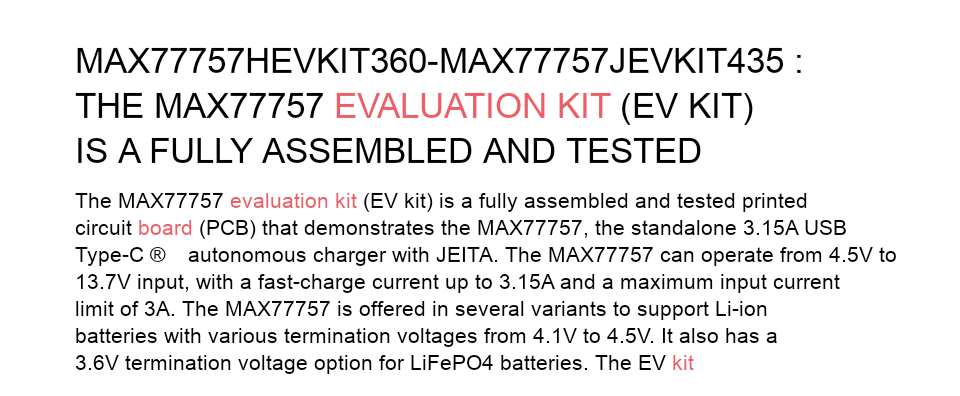 MAX77757HEVKIT360-MAX77757JEVKIT435 :
THE MAX77757 EVALUATION KIT (EV KIT)
IS A FULLY ASSEMBLED AND TESTED
The MAX77757 evaluation kit (EV kit) is a fully assembled and tested printed
circuit board (PCB) that demonstrates the MAX77757, the standalone 3.15A USB
Type-C ® autonomous charger with JEITA. The MAX77757 can operate from 4.5V to
13.7V input, with a fast-charge current up to 3.15A and a maximum input current
limit of 3A. The MAX77757 is offered in several variants to support Li-ion
batteries with various termination voltages from 4.1V to 4.5V. It also has a
3.6V termination voltage option for LiFePO4 batteries. The EV kit